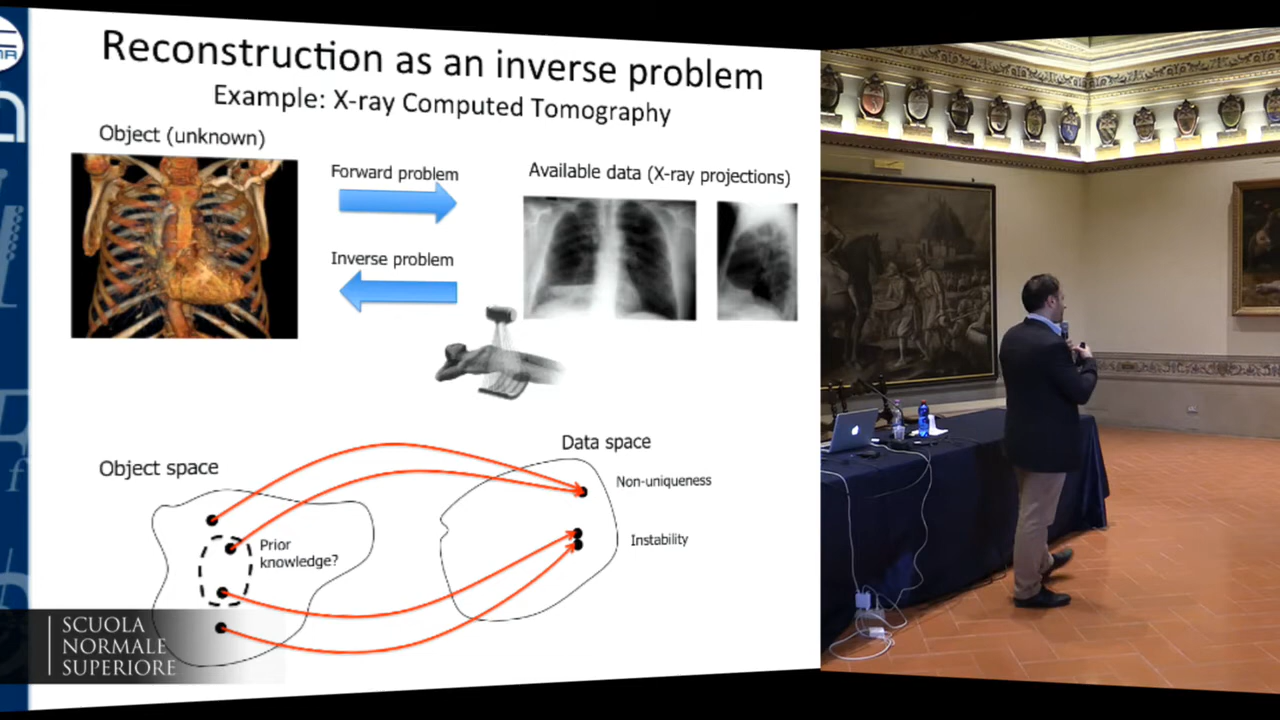 Reconstruction as an inverse problem
Example: X-ray Computed Tomography
Object (unknown)
Forward problem
Available data (X-ray projections)
Inverse problem
Data space
Object space
Non-uniqueness
Prior
knowledge?
Instability
SCUOLA
NORMALE
SUPERIORE